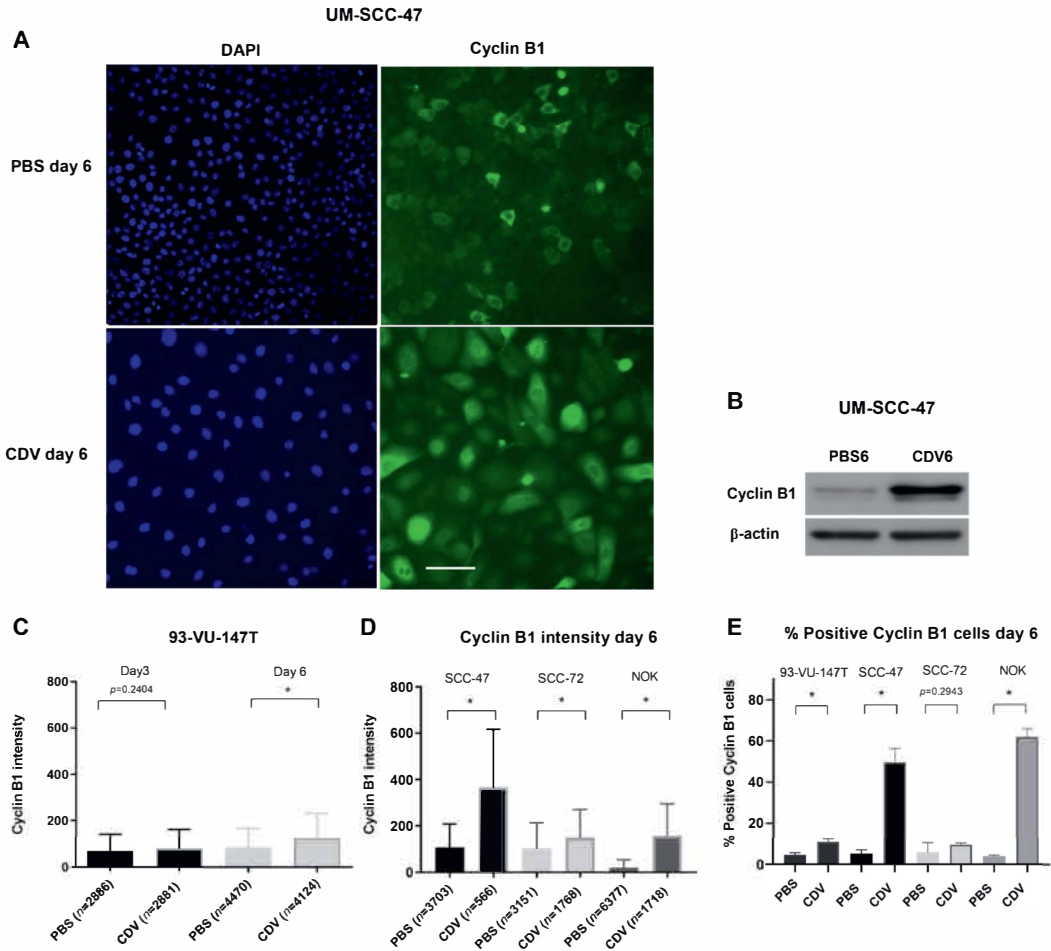 UM-SCC-47
A
DAPI
Cyclin B1
PBS day 6
CDV day 6
B
UM-SCC-47
PBS6
CDV6
Cyclin B1
β-actin
C
93-VU-147T
Day3
p=0.2404
Day 6
*
Cyclin B1 intensity
800
600
400
200
0
PBS (n=2886)
CDV (n=2881)
PBS (n=4470)
CDV (n=4124)
D
Cyclin B1 intensity day 6
SCC-47
SCC-72
NOK
*
*
*
Cyclin B1 intensity
800
600
400
200
0
PBS (n=3703)
CDV (n=566)
PBS (n=3151)
CDV (n=1768)
PBS (n=6377)
CDV (n=1718)
E
% Positive Cyclin B1 cells day 6
93-VU-147T
SCC-47
SCC-72
NOK
*
*
p=0.2943
*
% Positive Cyclin B1 cells
% Positive Cyclin Cells
80
60
40
20
0
PBS
CDV
PBS
CDV
PBS
CDV
PBS
CDV